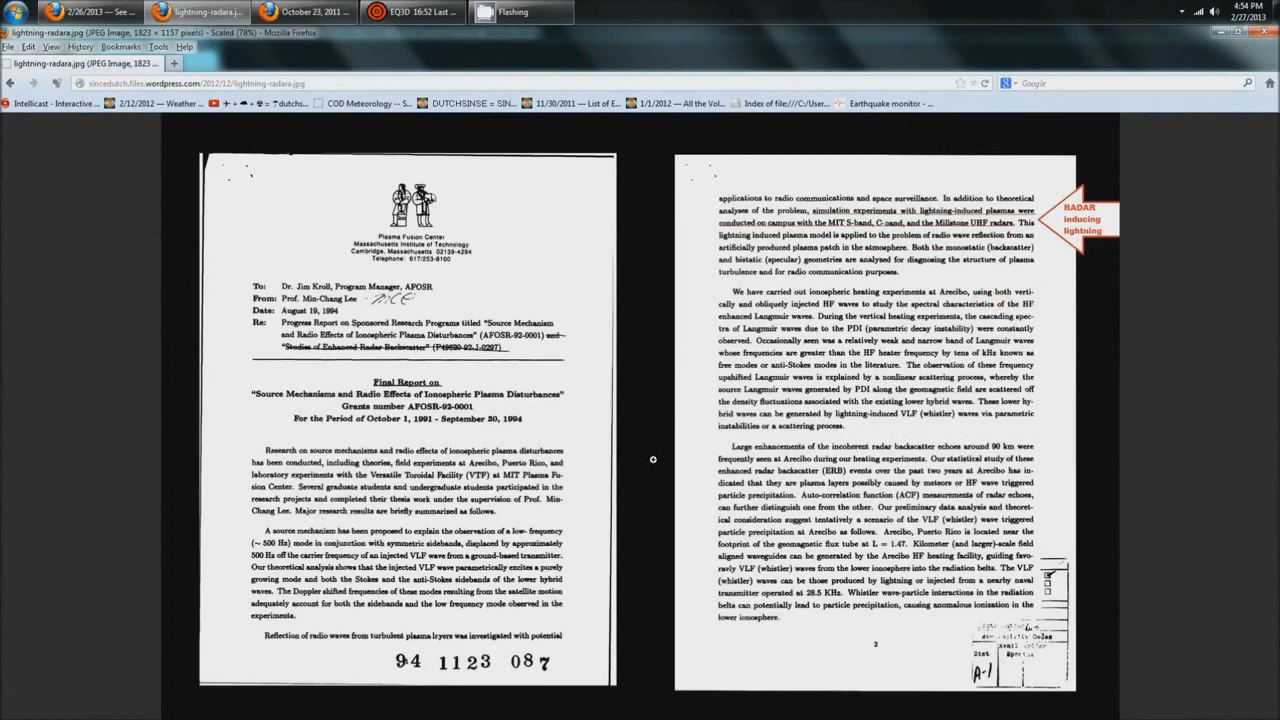 2/26/2013 — See ...
lightning-radara.j...
October 23, 2011 ...
EQ3D 16:52 Last ...
Flashing
4:54 PM
2/27/2013
lightning-radara.jpg (JPEG Image, 1823 × 1157 pixels) - Scaled (78%) - Mozilla Firefox
File Edit View History Bookmarks Tools Help
lightning-radara.jpg (JPEG Image, 1823 ...
sincedutch.files.wordpress.com/2012/12/lightning-radara.jpg
Google
Intellicast - Interactive ...
2/12/2012 — Weather ...
dutchs...
COD Meteorology -- S...
DUTCHSINSE = SIN...
11/30/2011 — List of E...
1/1/2012 — All the Vol...
Index of file:///C:/User...
Earthquake monitor - ...
Plasma Fusion Center
Massachusetts Institute of Technology
Cambridge, Massachusetts 02139-4294
Telephone: 617/253-8100
To: Dr. Jim Kroll, Program Manager, AFOSR
From: Prof. Min-Chang Lee
Date: August 19, 1994
Re: Progress Report on Sponsored Research Programs titled "Source Mechanism
and Radio Effects of Ionospheric Plasma Disturbances" (AFOSR-92-0001) and
"Studies of Enhanced Radar Backscatter" (F49620-92-J-0297)
Final Report on
"Source Mechanisms and Radio Effects of Ionospheric Plasma Disturbances"
Grants number AFOSR-92-0001
For the Period of October 1, 1991 - September 30, 1994
Research on source mechanisms and radio effects of ionospheric plasma disturbances
has been conducted, including theories, field experiments at Arecibo, Puerto Rico, and
laboratory experiments with the Versatile Toroidal Facility (VTF) at MIT Plasma Fu-
sion Center. Several graduate students and undergraduate students participated in the
research projects and completed their thesis work under the supervision of Prof. Min-
Chang Lee. Major research results are briefly summarized as follows.
A source mechanism has been proposed to explain the observation of a low- frequency
(~ 500 Hz) mode in conjunction with symmetric sidebands, displaced by approximately
500 Hz off the carrier frequency of an injected VLF wave from a ground-based transmitter.
Our theoretical analysis shows that the injected VLF wave parametrically excites a purely
growing mode and both the Stokes and the anti-Stokes sidebands of the lower hybrid
waves. The Doppler shifted frequencies of these modes resulting from the satellite motion
adequately account for both the sidebands and the low frequency mode observed in the
experiments.
Reflection of radio waves from turbulent plasma layers was investigated with potential
94 1123 087
applications to radio communications and space surveillance. In addition to theoretical
analyses of the problem, simulation experiments with lightning-induced plasmas were
conducted on campus with the MIT S-band, C-band, and the Millstone UHF radars. This
lightning induced plasma model is applied to the problem of radio wave reflection from an
artificially produced plasma patch in the atmosphere. Both the monostatic (backscatter)
and bistatic (specular) geometries are analyzed for diagnosing the structure of plasma
turbulence and for radio communication purposes.
We have carried out ionospheric heating experiments at Arecibo, using both verti-
cally and obliquely injected HF waves to study the spectral characteristics of the HF
enhanced Langmuir waves. During the vertical heating experiments, the cascading spec-
tra of Langmuir waves due to the PDI (parametric decay instability) were constantly
observed. Occasionally seen was a relatively weak and narrow band of Langmuir waves
whose frequencies are greater than the HF heater frequency by tens of kHz known as
free modes or anti-Stokes modes in the literature. The observation of these frequency
upshifted Langmuir waves is explained by a nonlinear scattering process, whereby the
source Langmuir waves generated by PDI along the geomagnetic field are scattered off
the density fluctuations associated with the existing lower hybrid waves. These lower hy-
brid waves can be generated by lightning-induced VLF (whistler) waves via parametric
instabilities or a scattering process.
Large enhancements of the incoherent radar backscatter echoes around 90 km were
frequently seen at Arecibo during our heating experiments. Our statistical study of these
enhanced radar backscatter (ERB) events over the past two years at Arecibo has in-
dicated that they are plasma layers possibly caused by meteors or HF wave triggered
particle precipitation. Auto-correlation function (ACF) measurements of radar echoes,
can further distinguish one from the other. Our preliminary data analysis and theoret-
ical consideration suggest tentatively a scenario of the VLF (whistler) wave triggered
particle precipitation at Arecibo as follows. Arecibo, Puerto Rico is located near the
footprint of the geomagnetic flux tube at L = 1.47. Kilometer (and larger)-scale field
aligned waveguides can be generated by the Arecibo HF heating facility, guiding favo-
ravly VLF (whistler) waves from the lower ionosphere into the radiation belts. The VLF
(whistler) waves can be those produced by lightning or injected from a nearby naval
transmitter operated at 28.5 KHz. Whistler wave-particle interactions in the radiation
belts can potentially lead to particle precipitation, causing anomalous ionization in the
lower ionosphere.
2
Codes
Dist
A-1
RADAR
inducing
lightning